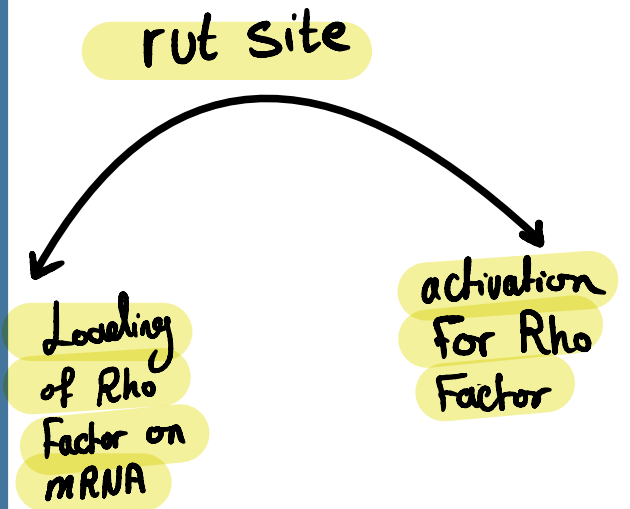 rut site
Loading
of Rho
Factor on
mRNA
activation
For Rho
Factor